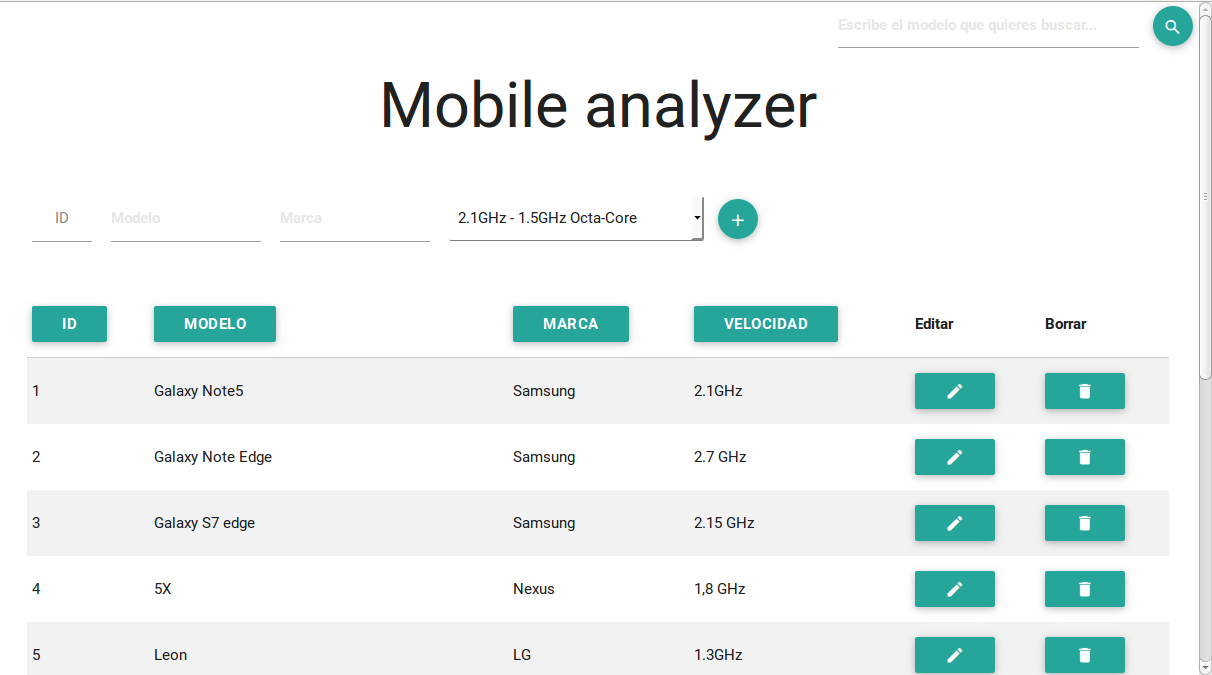 Escribe el modelo que quieres buscar...
Mobile analyzer
ID Modelo Marca 2.1GHz - 1.5GHz Octa-Core +
ID MODELO MARCA VELOCIDAD Editar Borrar
1 Galaxy Note5 Samsung 2.1GHz
2 Galaxy Note Edge Samsung 2.7 GHz
3 Galaxy S7 edge Samsung 2.15 GHz
4 5X Nexus 1,8 GHz
5 Leon LG 1.3GHz